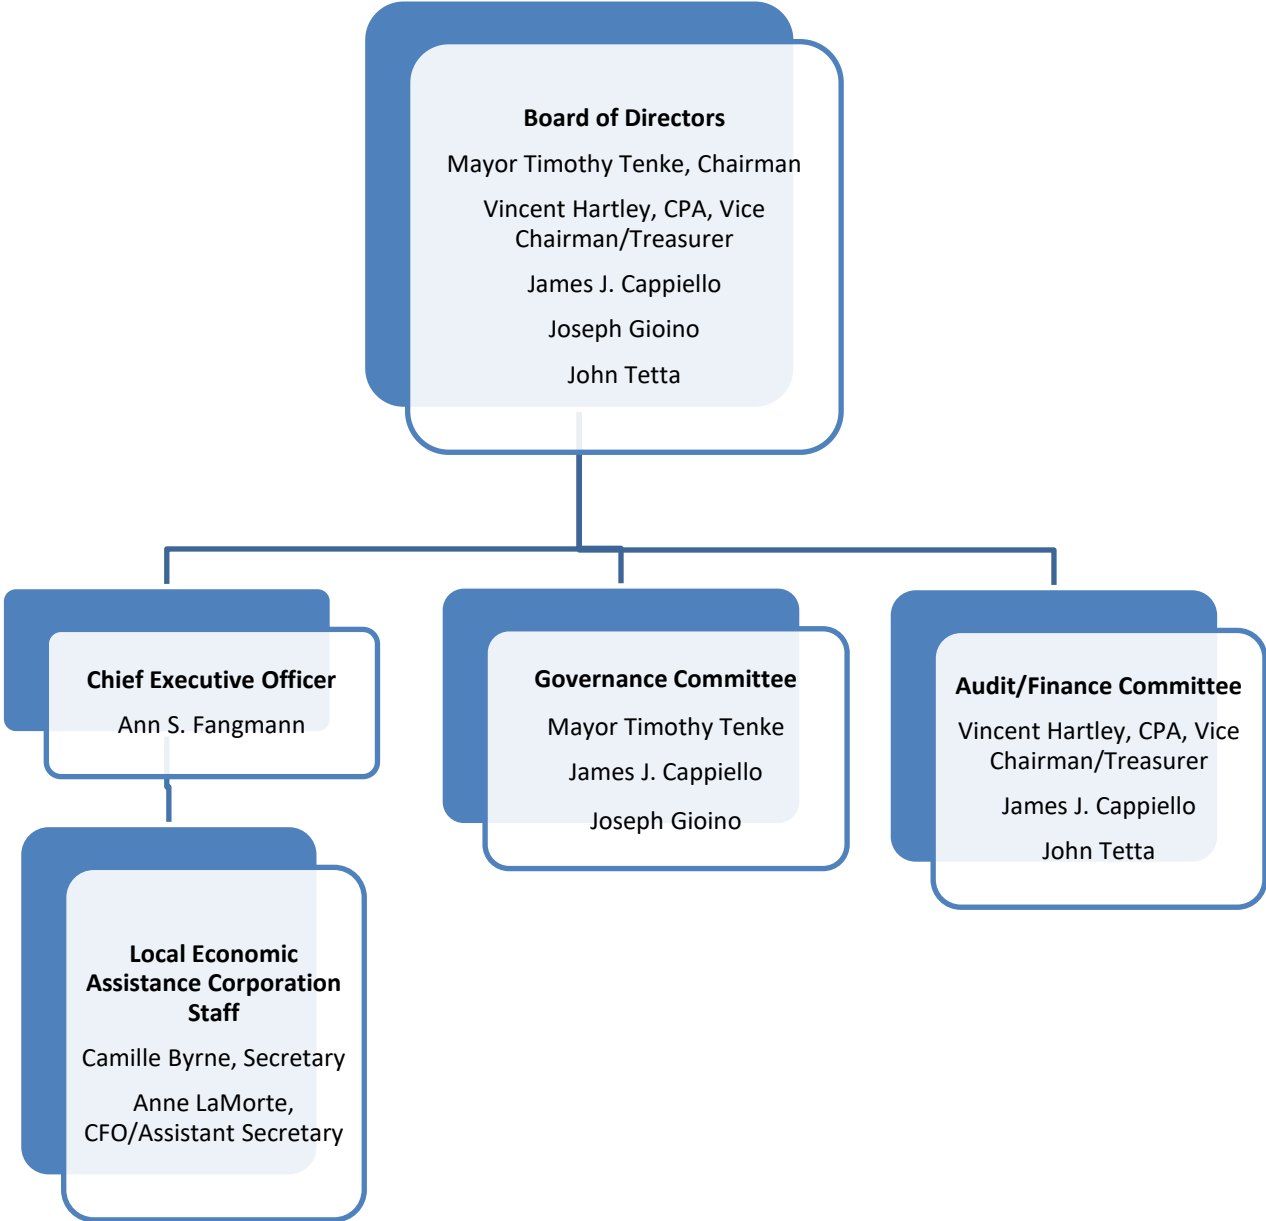 Board of Directors
Mayor Timothy Tenke, Chairman
Vincent Hartley, CPA, Vice
Chairman/Treasurer
James J. Cappiello
Joseph Gioino
John Tetta
Chief Executive Officer
Ann S. Fangmann
Governance Committee
Mayor Timothy Tenke
James J. Cappiello
Joseph Gioino
Audit/Finance Committee
Vincent Hartley, CPA, Vice
Chairman/Treasurer
James J. Cappiello
John Tetta
Local Economic
Assistance Corporation
Staff
Camille Byrne, Secretary
Anne LaMorte,
CFO/Assistant Secretary